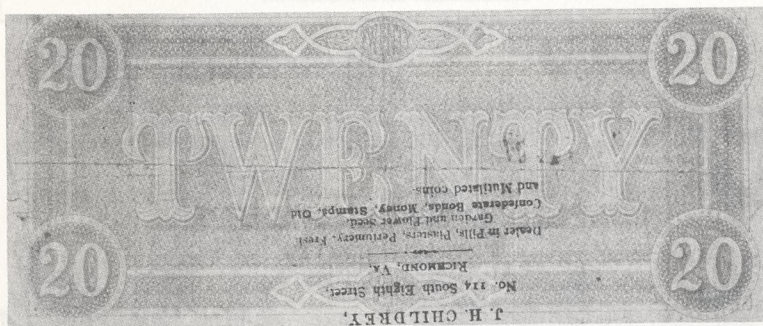 20 20
TWENTY
20 20
J. H. CHILDREY,
No. 114 South Eighth Street,
RICHMOND, VA.
Dealer in Pills, Plasters, Perfumery, Fresh
Garden and Flower Seed
Confederate Bonds, Money, Stamps, Old
and Mutilated coins.